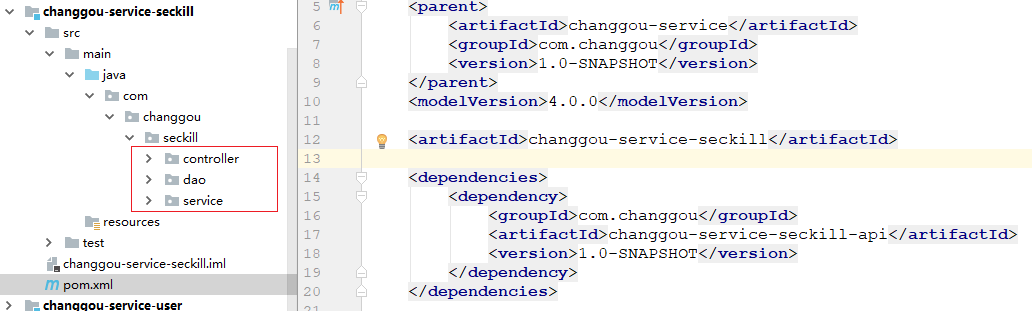 changgou-service-seckill
src
main
java
com
changgou
seckill
controller
dao
service
resources
test
changgou-service-seckill.iml
pom.xml
changgou-service-user
5 <parent>
6 <artifactId>changgou-service</artifactId>
7 <groupId>com.changgou</groupId>
8 <version>1.0-SNAPSHOT</version>
9 </parent>
10 <modelVersion>4.0.0</modelVersion>
11
12 <artifactId>changgou-service-seckill</artifactId>
13
14 <dependencies>
15 <dependency>
16 <groupId>com.changgou</groupId>
17 <artifactId>changgou-service-seckill-api</artifactId>
18 <version>1.0-SNAPSHOT</version>
19 </dependency>
20 </dependencies>
21